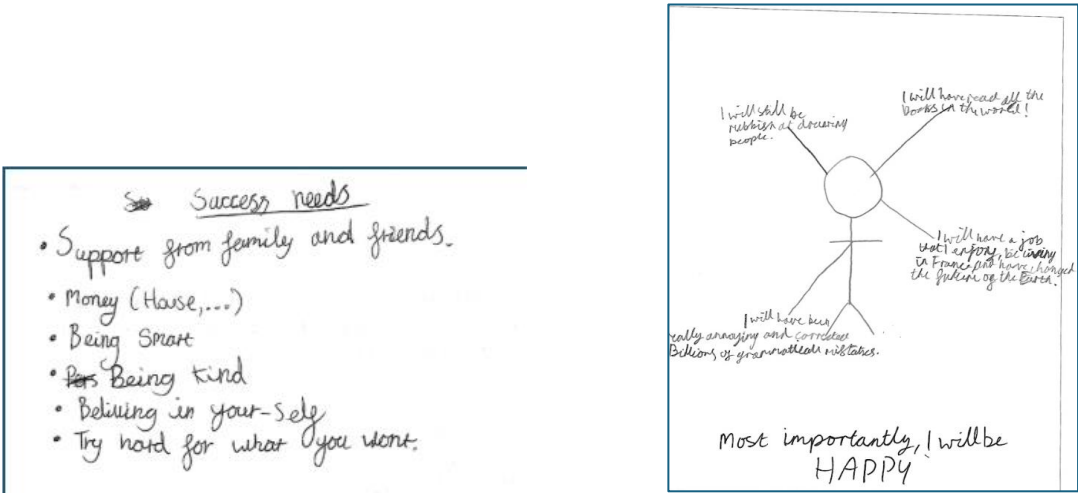 Success needs
• Support from family and friends.
• Money (House,...)
• Being Smart
• Being kind
• Beliving in your-self
• Try hard for what you want.
I will still be
rubbish at drawing
people.
I will have read all the
books in the world!
I will have a job
that I enjoy, be living
in France and have changed
the future of the Earth.
I will have been
really annoying and corrected
Billions of grammatical mistakes.
Most importantly, I will be
HAPPY